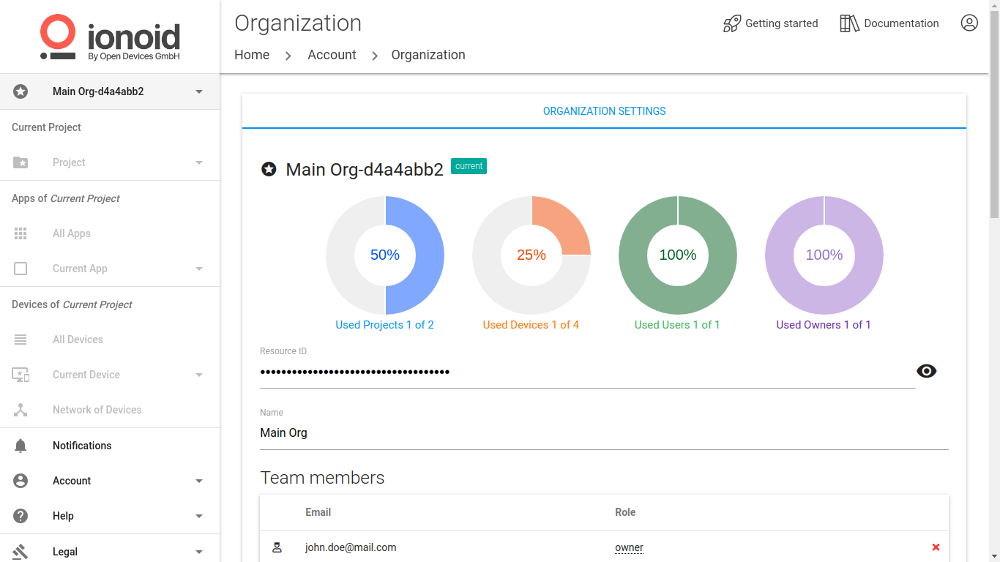 ionoid
By Open Devices GmbH
Main Org-d4a4abb2
Current Project
Project
Apps of Current Project
All Apps
Current App
Devices of Current Project
All Devices
Current Device
Network of Devices
Notifications
Account
Help
Legal
Organization
Getting started
Documentation
Home > Account > Organization
ORGANIZATION SETTINGS
Main Org-d4a4abb2 current
50% 25% 100% 100%
Used Projects 1 of 2 Used Devices 1 of 4 Used Users 1 of 1 Used Owners 1 of 1
Resource ID
••••••••••••••••••••••••••••••••••••
Name
Main Org
Team members
Email Role
john.doe@mail.com owner